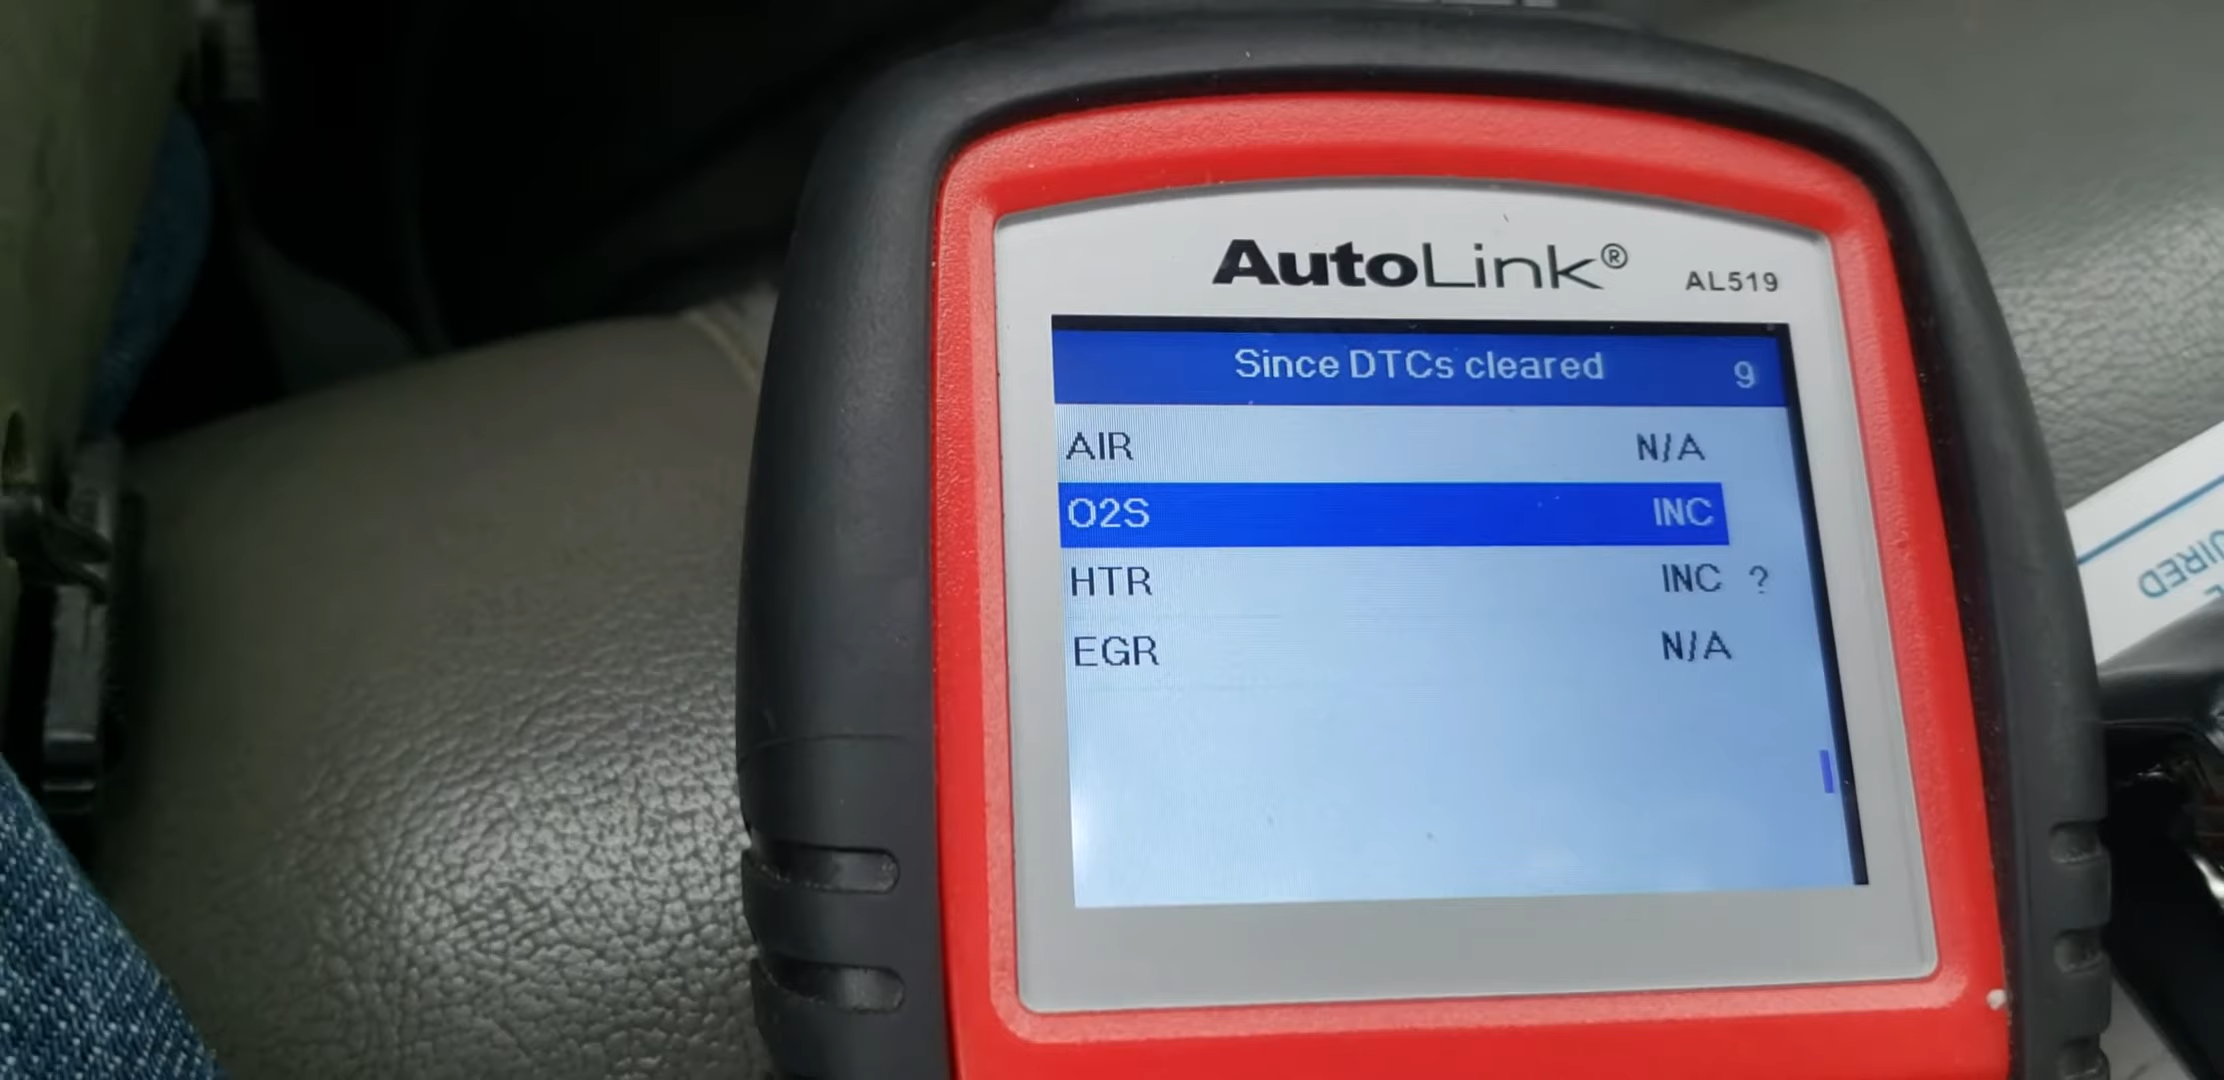 AutoLink®
AL519
Since DTCs cleared 9
AIR N/A
O2S INC
HTR INC ?
EGR N/A